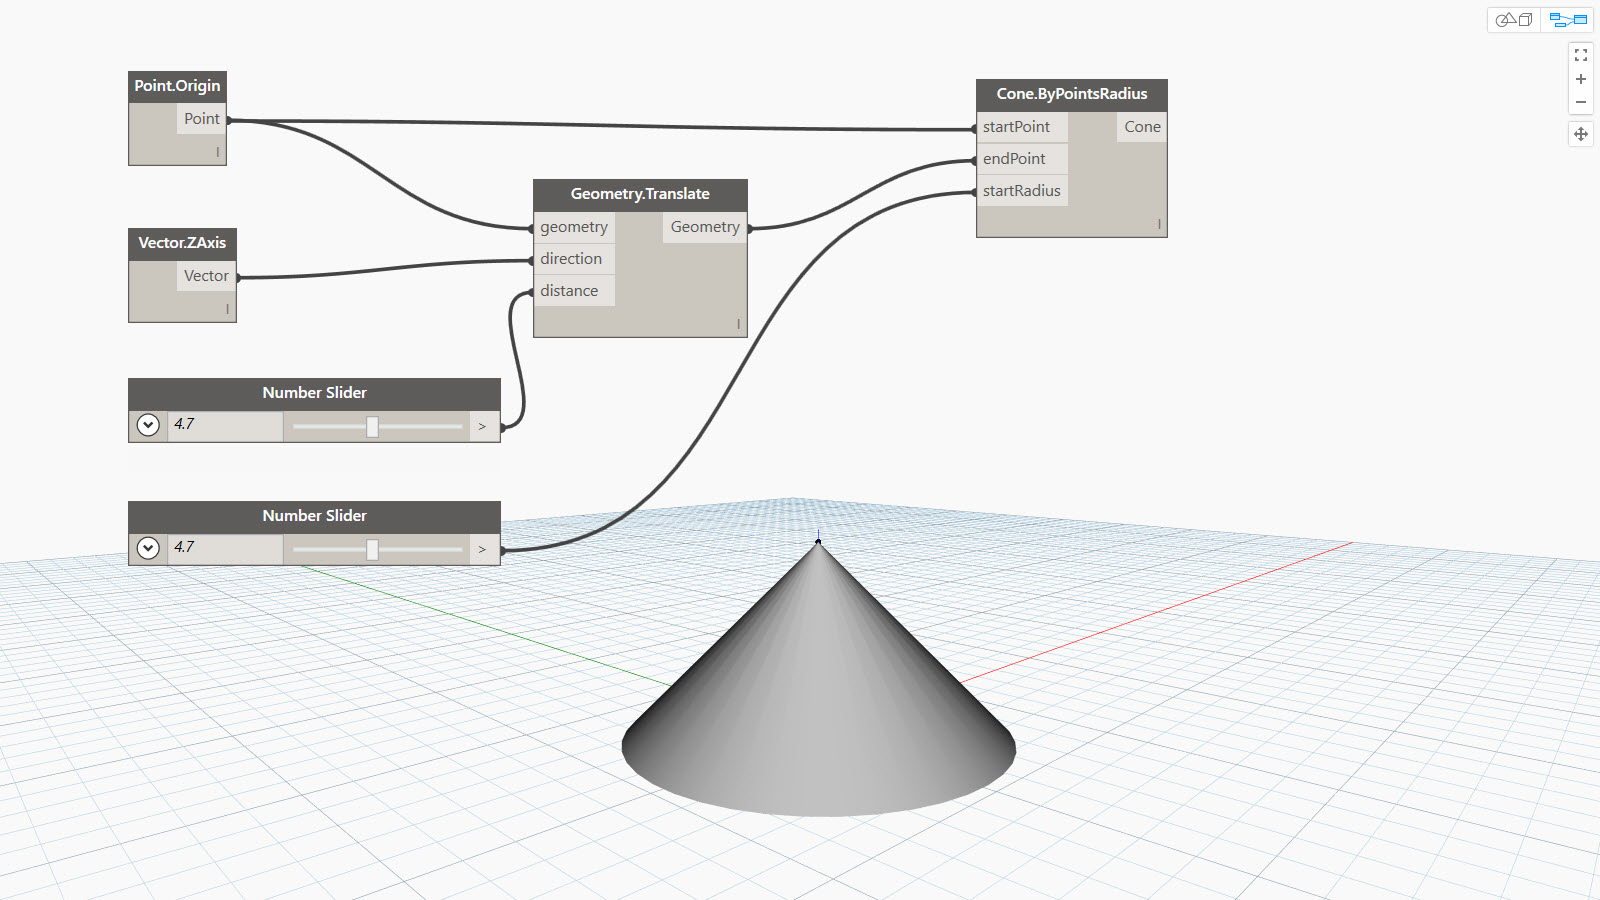 Point.Origin
Point
Vector.ZAxis
Vector
Number Slider
4.7
>
Number Slider
4.7
>
Geometry.Translate
geometry
Geometry
direction
distance
Cone.ByPointsRadius
startPoint
Cone
endPoint
startRadius